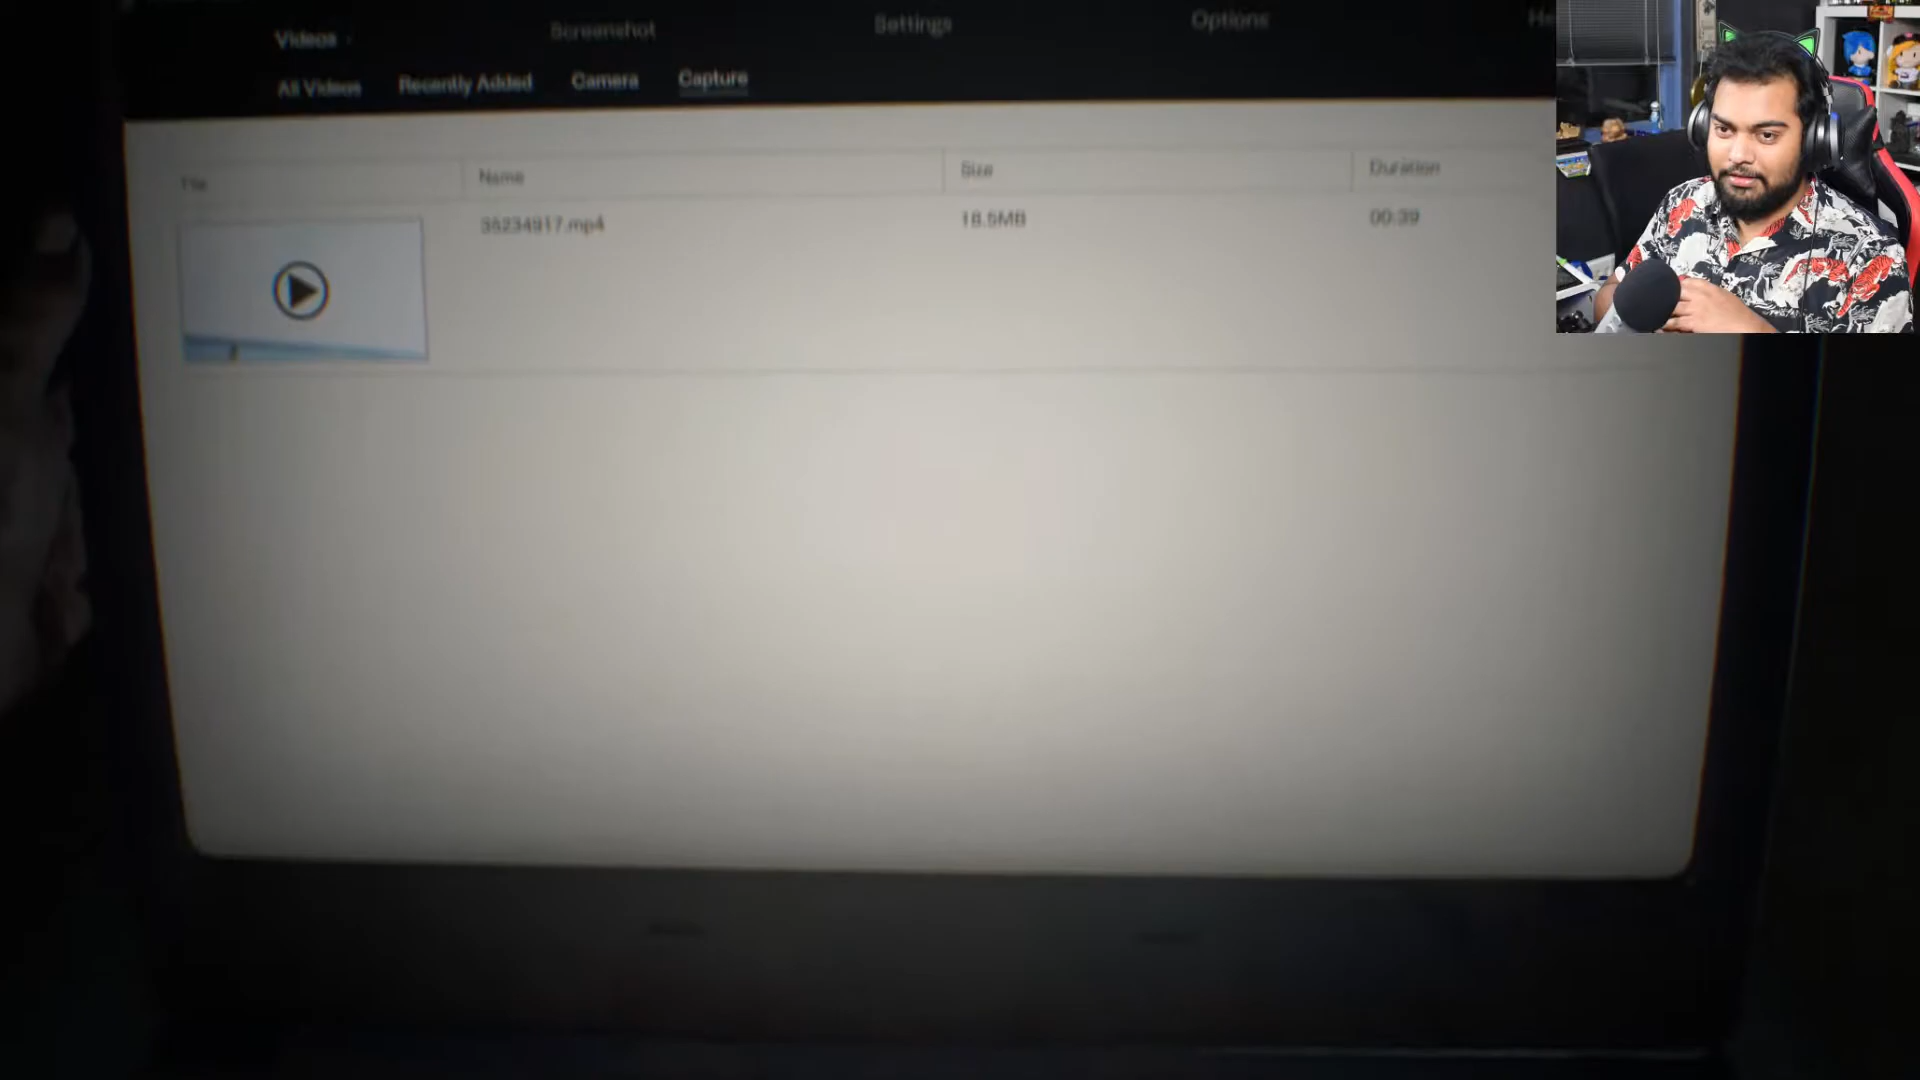 Videos Screenshot Settings Options
All Videos Recently Added Camera Capture
File Name Size Duration
35234917.mp4 18.5MB 00:39